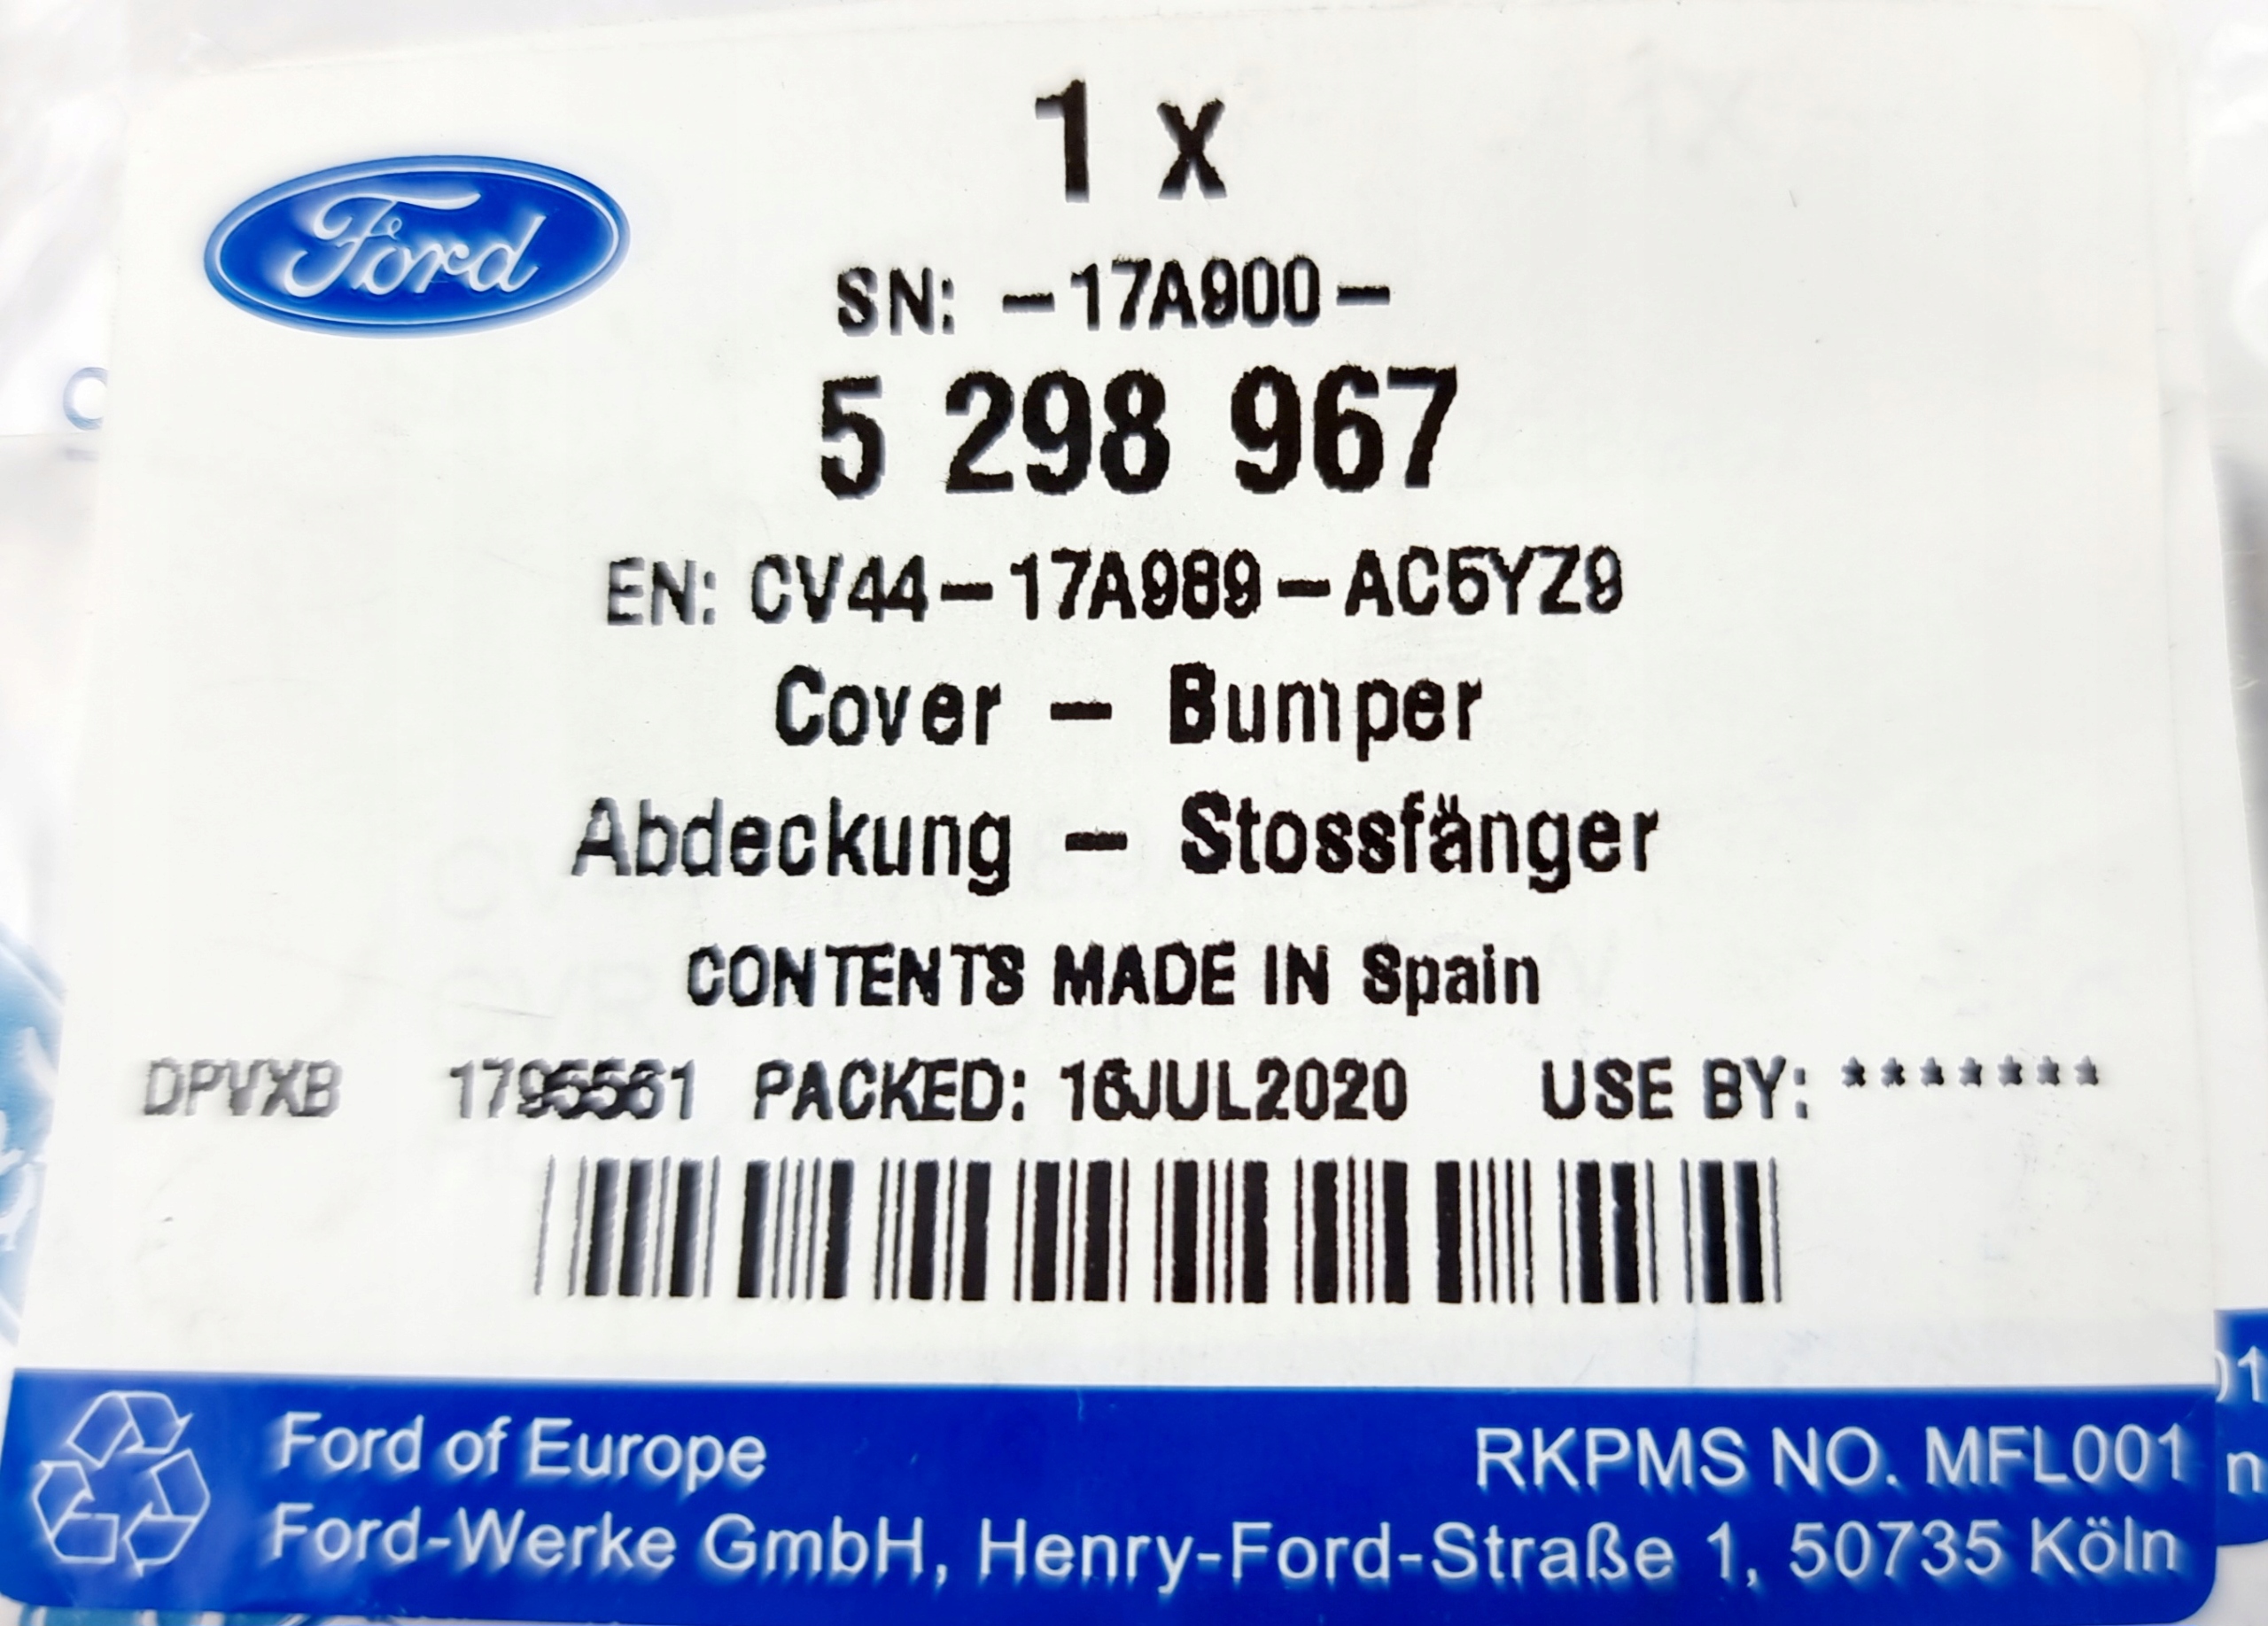 1 x
Ford
SN: -17A900-
5 298 967
EN: CV44-17A989-AC5YZ9
Cover - Bumper
Abdeckung - Stossfänger
CONTENTS MADE IN Spain
DPVXB 1795561 PACKED: 16JUL2020 USE BY: *******
Ford of Europe RKPMS NO. MFL001
Ford-Werke GmbH, Henry-Ford-Straße 1, 50735 Köln